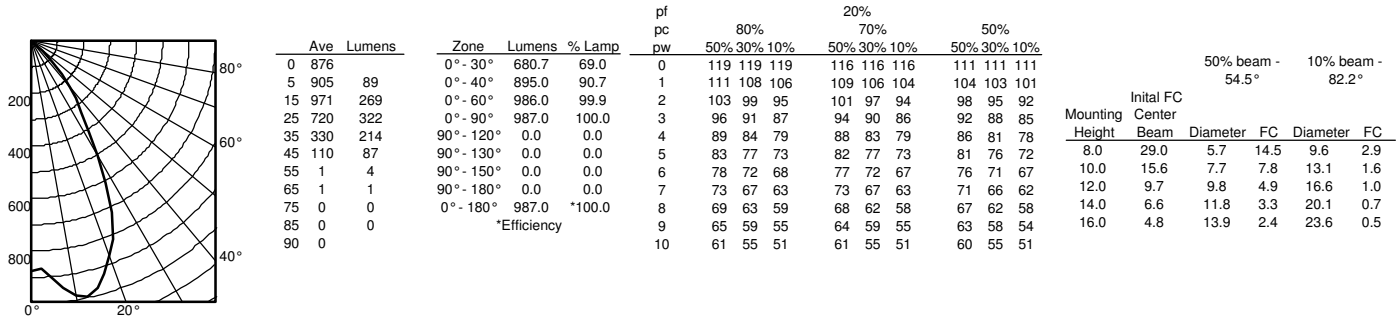 200
400
600
800
0°
20°
40°
60°
80°
Ave Lumens
0 876
5 905 89
15 971 269
25 720 322
35 330 214
45 110 87
55 1 4
65 1 1
75 0 0
85 0 0
90 0
Zone Lumens % Lamp
0°- 30° 680.7 69.0
0°- 40° 895.0 90.7
0°- 60° 986.0 99.9
0°- 90° 987.0 100.0
90°- 120° 0.0 0.0
90°- 130° 0.0 0.0
90°- 150° 0.0 0.0
90°- 180° 0.0 0.0
0°- 180° 987.0 *100.0
*Efficiency
pf 20%
pc 80% 70% 50%
pw 50% 30% 10% 50% 30% 10% 50% 30% 10%
0 119 119 119 116 116 116 111 111 111
1 111 108 106 109 106 104 104 103 101
2 103 99 95 101 97 94 98 95 92
3 96 91 87 94 90 86 92 88 85
4 89 84 79 88 83 79 86 81 78
5 83 77 73 82 77 73 81 76 72
6 78 72 68 77 72 67 76 71 67
7 73 67 63 73 67 63 71 66 62
8 69 63 59 68 62 58 67 62 58
9 65 59 55 64 59 55 63 58 54
10 61 55 51 61 55 51 60 55 51
50% beam - 10% beam -
54.5° 82.2°
Inital FC
Mounting Center
Height Beam Diameter FC Diameter FC
8.0 29.0 5.7 14.5 9.6 2.9
10.0 15.6 7.7 7.8 13.1 1.6
12.0 9.7 9.8 4.9 16.6 1.0
14.0 6.6 11.8 3.3 20.1 0.7
16.0 4.8 13.9 2.4 23.6 0.5